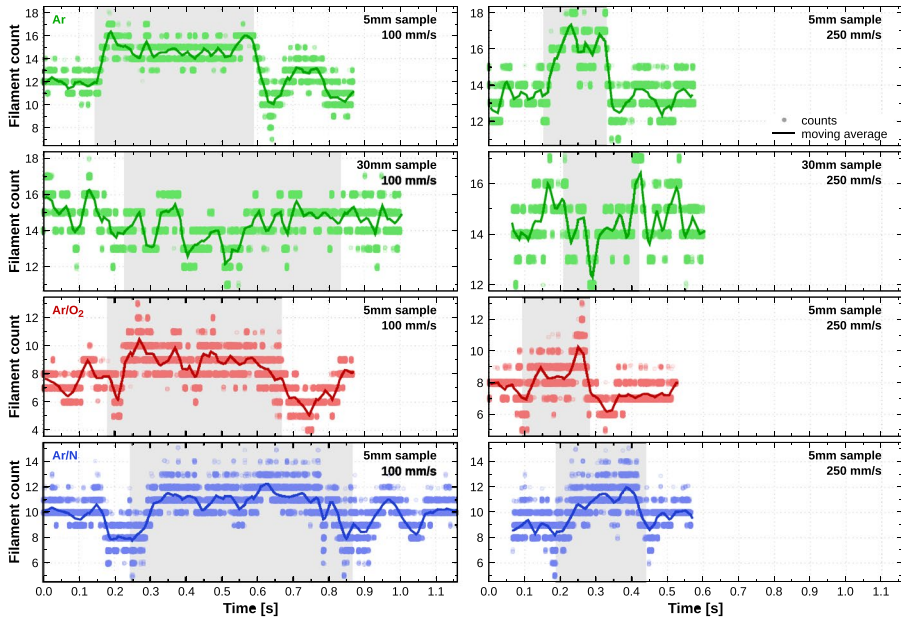 Filament count
18
16
14
12
10
8
Ar
5mm sample
100 mm/s
18
16
14
12
5mm sample
250 mm/s
counts
moving average
Filament count
18
16
14
12
30mm sample
100 mm/s
16
14
12
30mm sample
250 mm/s
Filament count
12
10
8
6
4
Ar/O₂
5mm sample
100 mm/s
12
10
8
6
5mm sample
250 mm/s
Filament count
14
12
10
8
6
Ar/N
5mm sample
100 mm/s
14
12
10
8
6
5mm sample
250 mm/s
0.0 0.1 0.2 0.3 0.4 0.5 0.6 0.7 0.8 0.9 1.0 1.1
Time [s]
0.0 0.1 0.2 0.3 0.4 0.5 0.6 0.7 0.8 0.9 1.0 1.1
Time [s]